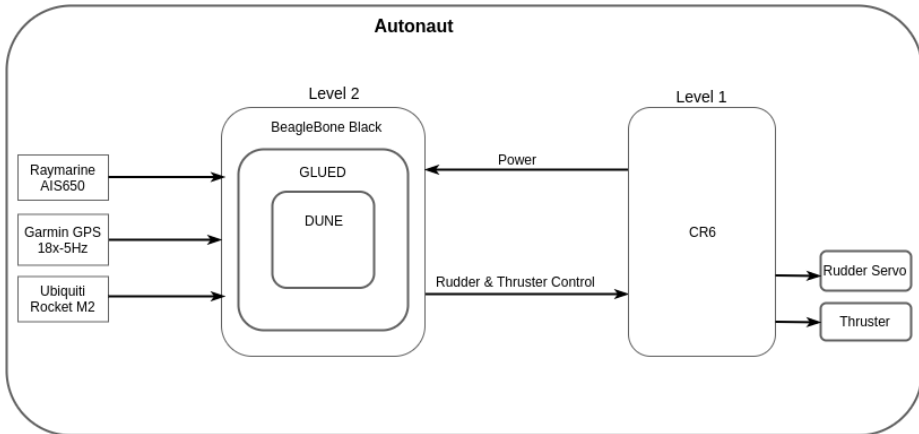 Autonaut
Level 2
Level 1
BeagleBone Black
Raymarine
AIS650
GLUED
Power
DUNE
Garmin GPS
18x-5Hz
CR6
Rudder Servo
Ubiquiti
Rocket M2
Rudder & Thruster Control
Thruster